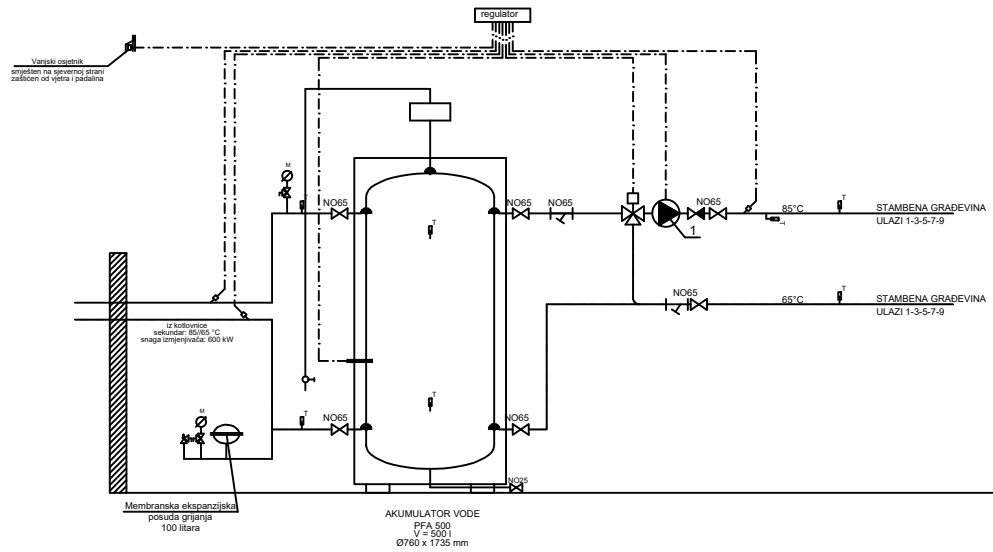 regulator
Vanjski osjetnik
smješten na sjevernoj strani
zaštićen od vjetra i padalina
M
T
NO65
NO65
NO65
NO65
85°C
T
T
STAMBENA GRAĐEVINA
ULAZI 1-3-5-7-9
T
1
NO65
65°C
T
STAMBENA GRAĐEVINA
ULAZI 1-3-5-7-9
iz kotlovnice
sekundar: 85//65 °C
snaga izmjenjivača: 600 kW
M
T
NO65
T
NO65
NO25
Membranska ekspanzijska
posuda grijanja
100 litara
AKUMULATOR VODE
PFA 500
V = 500 l
Ø760 x 1735 mm